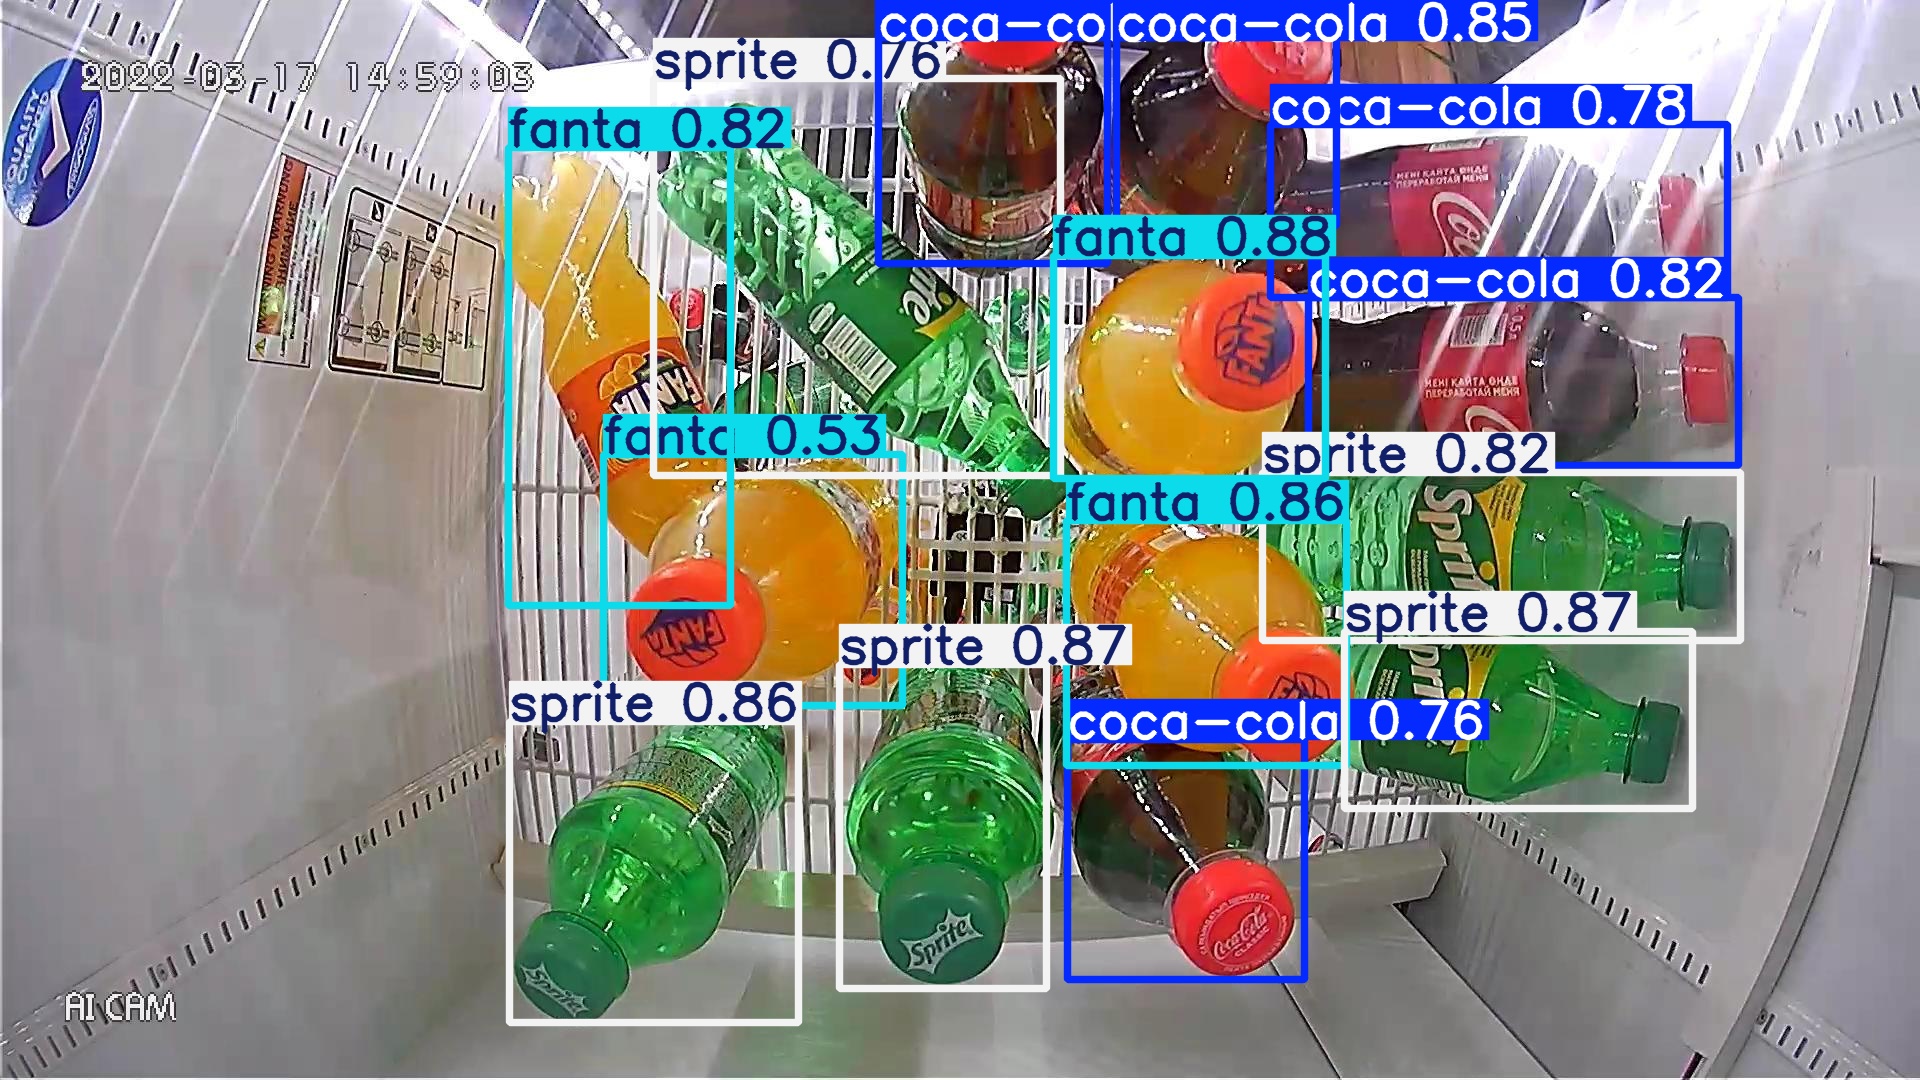 coca-co
coca-cola 0.85
sprite 0.76
2022-03-17 14:59:03
QUALITY
CHECKED
coca-cola 0.78
fanta 0.82
WARNING
ВНИМАНИЕ
МЕНІ ҚАЙТА ӨҢДЕ
ПЕРЕРАБОТАЙ МЕНЯ
fanta 0.88
coca-cola 0.82
FANTA
0,5л
FANTA
МЕНІ ҚАЙТА ӨҢДЕ
ПЕРЕРАБОТАЙ МЕНЯ
fanta 0.53
sprite 0.82
fanta 0.86
Sprite
sprite 0.87
FANTA
sprite 0.87
sprite 0.86
coca-cola 0.76
Coca-Cola
CLASSIC
Sprite
Sprite
AI CAM